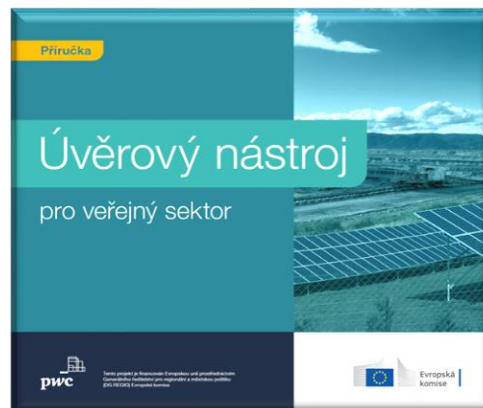 Příručka
Úvěrový nástroj
pro veřejný sektor
pwc
Tento projekt je financován Evropskou unií prostřednictvím
Generálního ředitelství pro regionální a městskou politiku
(DG REGIO) Evropské komise
Evropská
komise